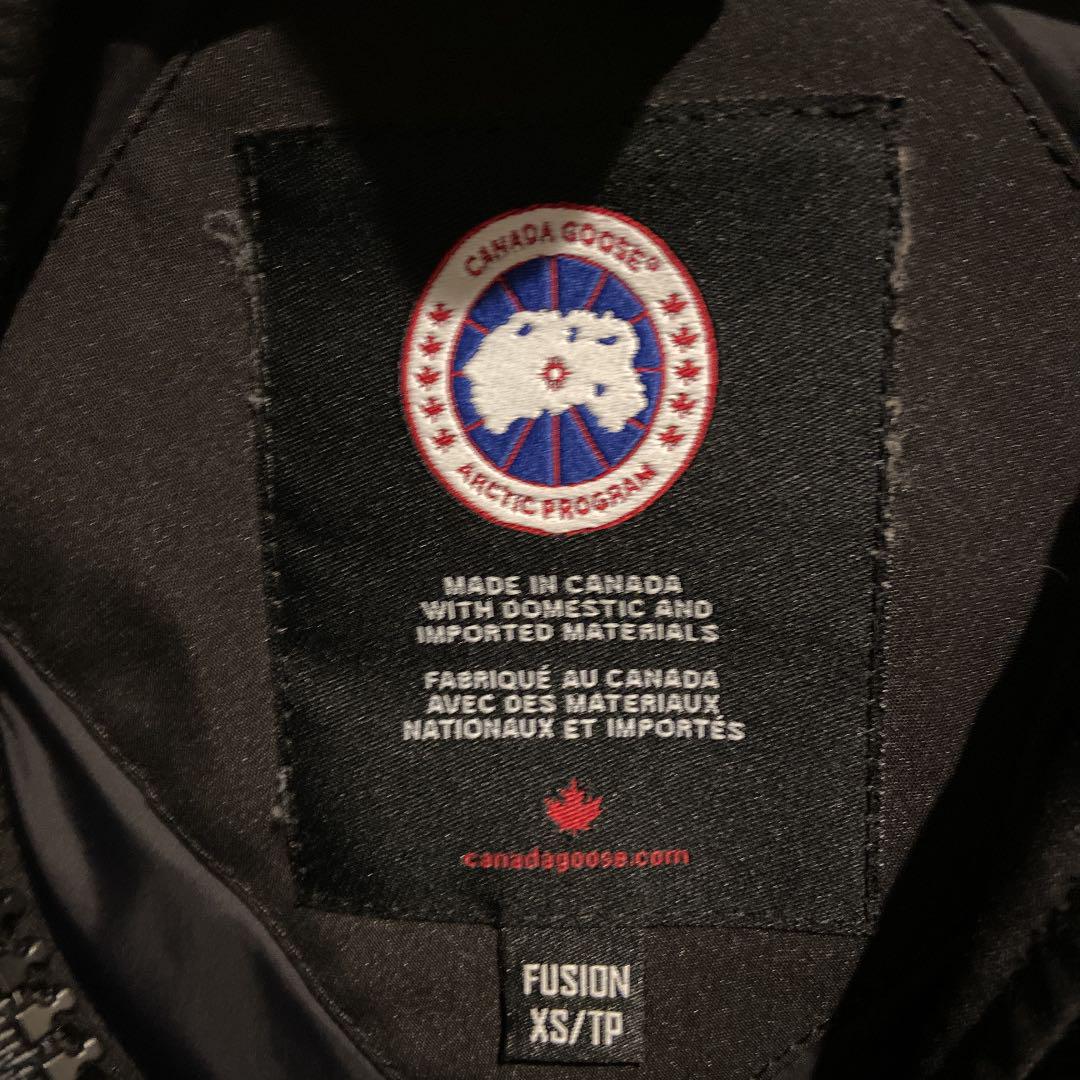 CANADA GOOSE®
ARCTIC PROGRAM
MADE IN CANADA
WITH DOMESTIC AND
IMPORTED MATERIALS
FABRIQUÉ AU CANADA
AVEC DES MATERIAUX
NATIONAUX ET IMPORTÉS
canadagoose.com
FUSION
XS/TP